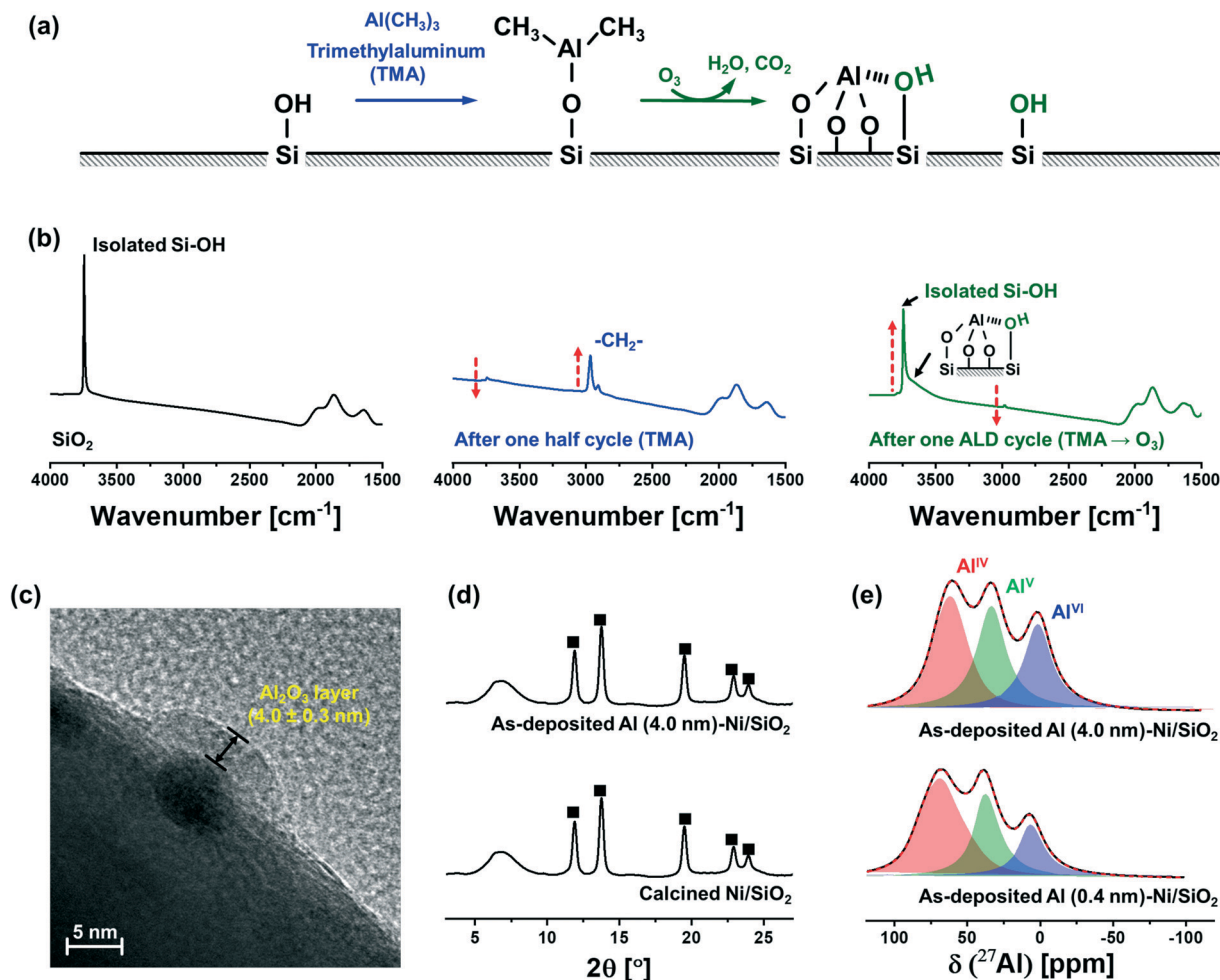 (a)
Al(CH₃)₃
Trimethylaluminum
(TMA)
OH
Si
CH₃ CH₃
Al
O
Si
O₃ H₂O, CO₂
Al OH
O O O
Si Si
OH
Si
(b)
Isolated Si-OH
SiO₂
4000 3500 3000 2500 2000 1500
Wavenumber [cm⁻¹]
-CH₂-
After one half cycle (TMA)
4000 3500 3000 2500 2000 1500
Wavenumber [cm⁻¹]
Isolated Si-OH
Al OH
O O O
Si Si
After one ALD cycle (TMA → O₃)
4000 3500 3000 2500 2000 1500
Wavenumber [cm⁻¹]
(c)
Al₂O₃ layer
(4.0 ± 0.3 nm)
5 nm
(d)
As-deposited Al (4.0 nm)-Ni/SiO₂
Calcined Ni/SiO₂
5 10 15 20 25
2θ [°]
(e)
Al^IV
Al^V
Al^VI
As-deposited Al (4.0 nm)-Ni/SiO₂
As-deposited Al (0.4 nm)-Ni/SiO₂
100 50 0 -50 -100
δ (²⁷Al) [ppm]